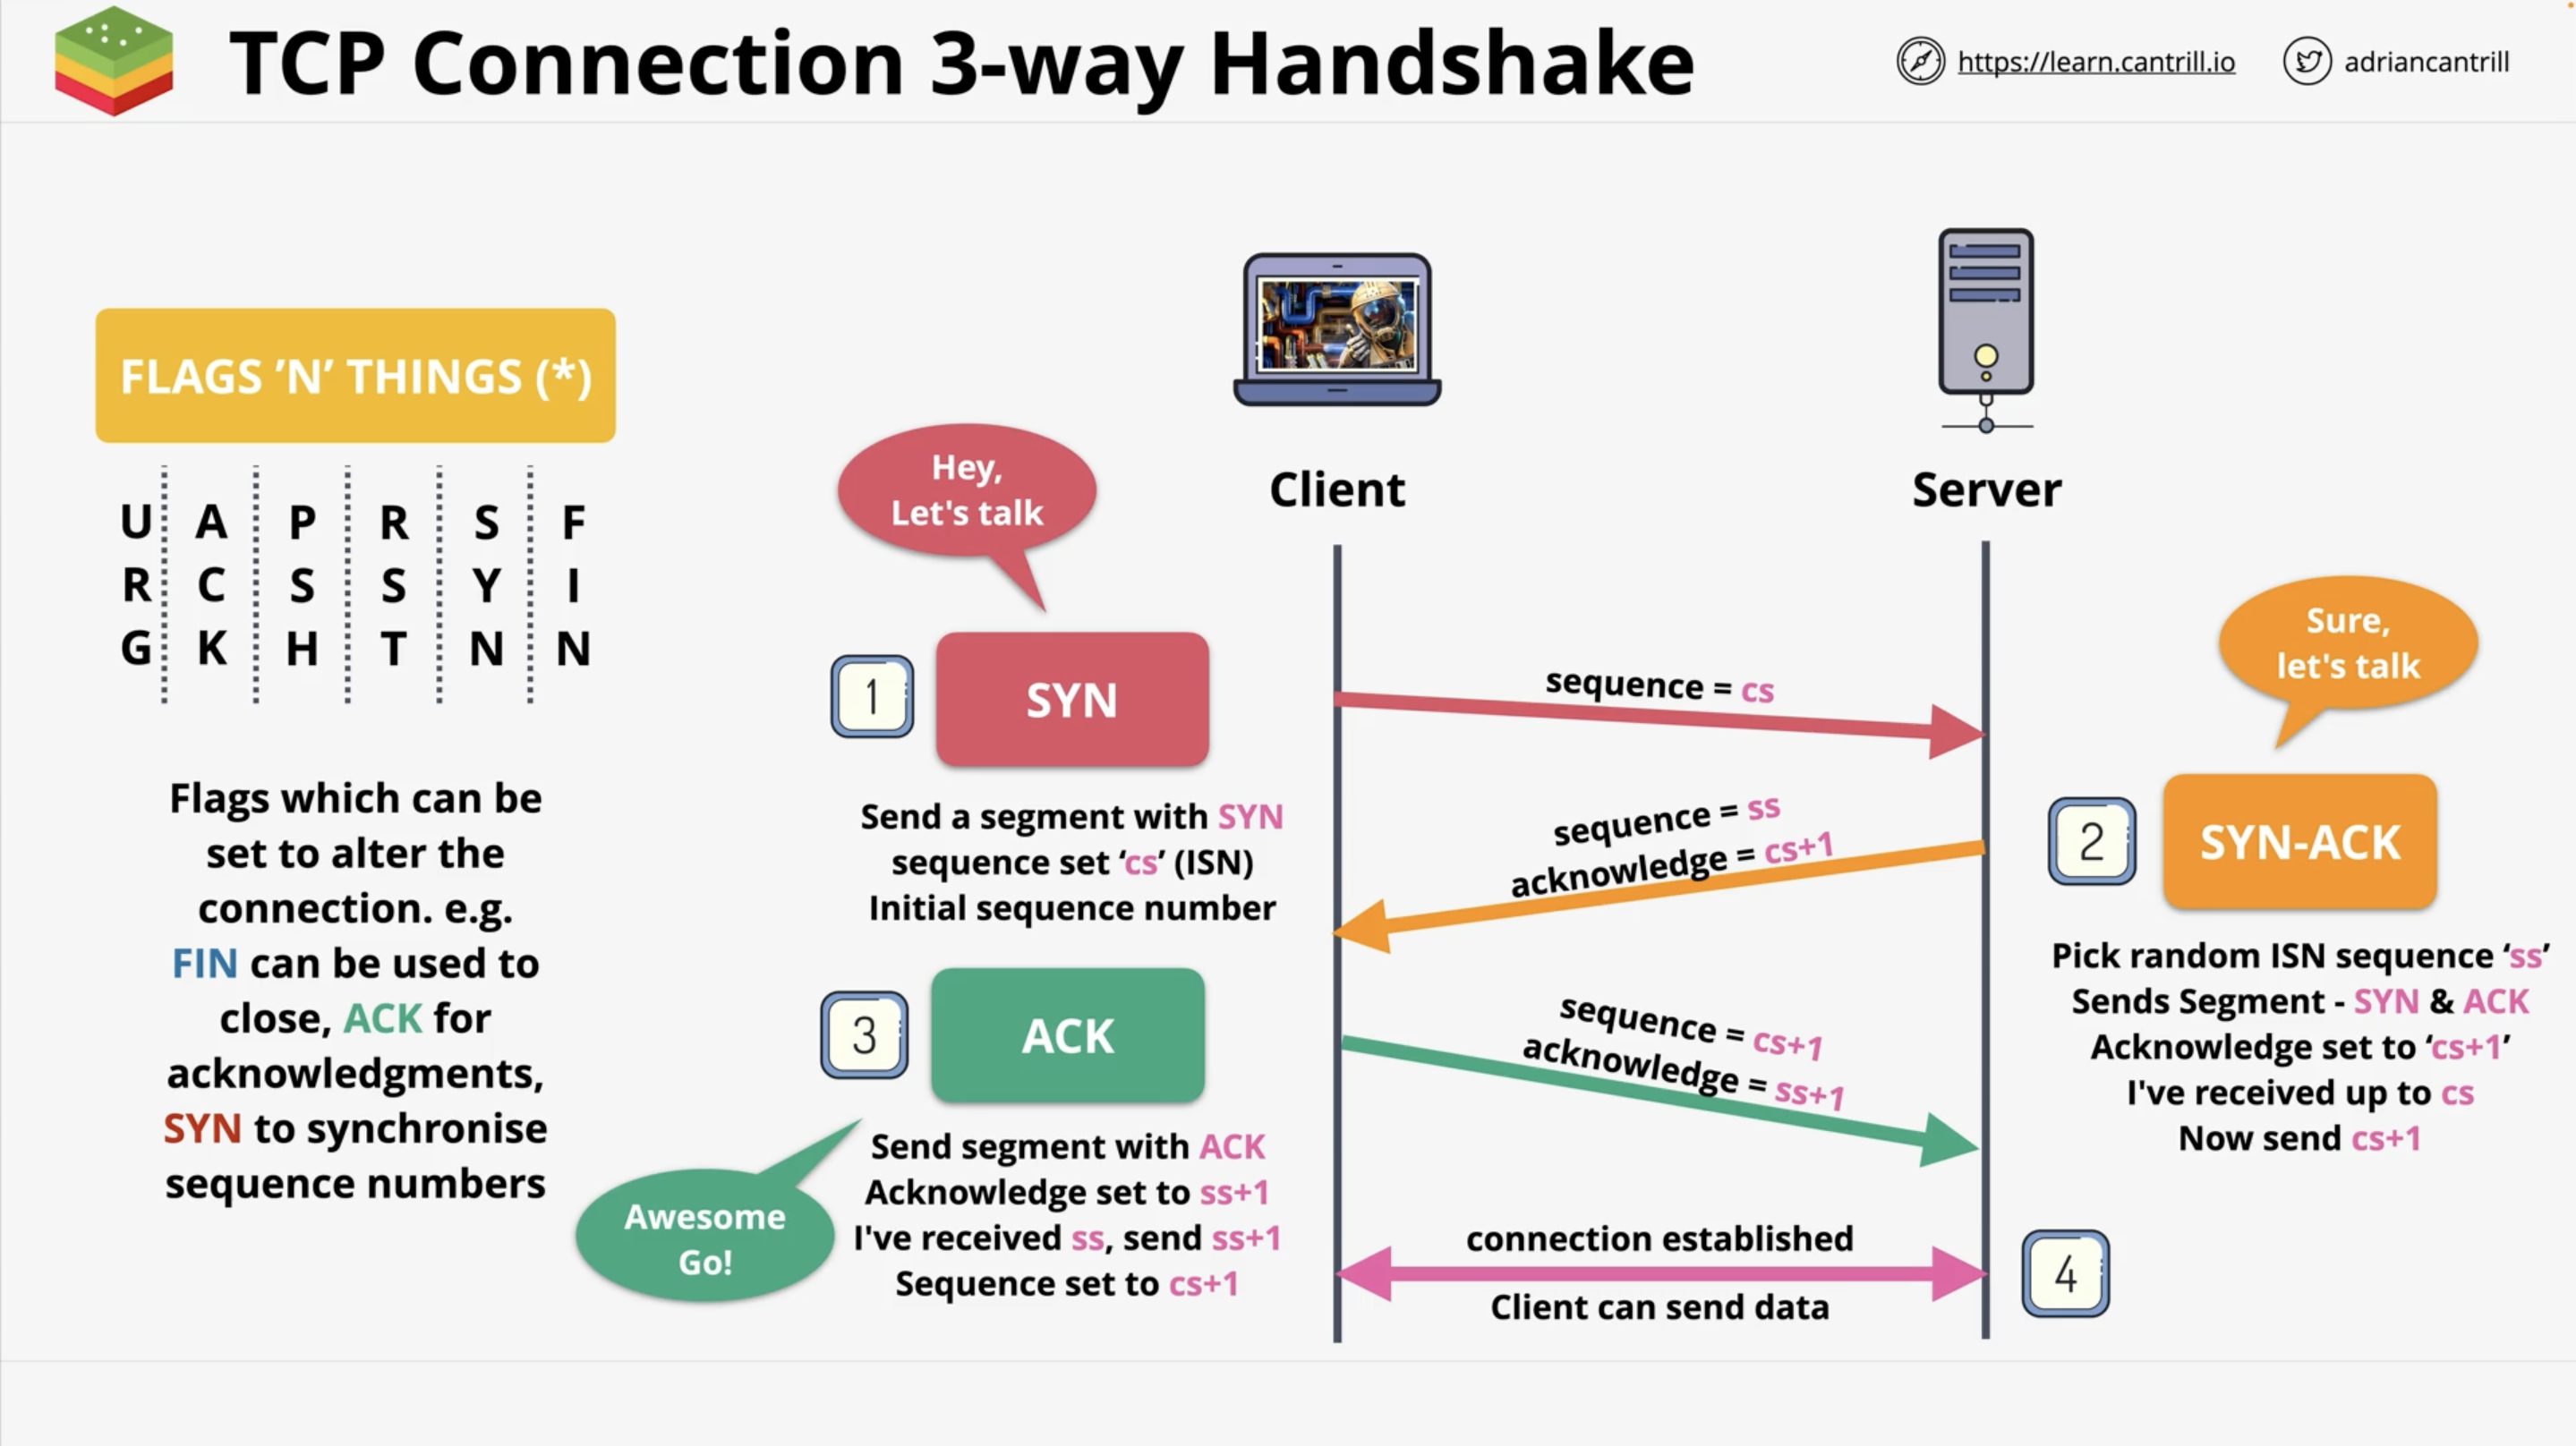 TCP Connection 3-way Handshake
https://learn.cantrill.io
adriancantrill
FLAGS ’N’ THINGS (*)
URG
ACK
PSH
RST
SYN
FIN
Flags which can be
set to alter the
connection. e.g.
FIN can be used to
close, ACK for
acknowledgments,
SYN to synchronise
sequence numbers
Client
Server
Hey,
Let's talk
1
SYN
Send a segment with SYN
sequence set ‘cs’ (ISN)
Initial sequence number
sequence = cs
Sure,
let's talk
2
SYN-ACK
Pick random ISN sequence ‘ss’
Sends Segment - SYN & ACK
Acknowledge set to ‘cs+1’
I've received up to cs
Now send cs+1
sequence = ss
acknowledge = cs+1
3
ACK
Send segment with ACK
Acknowledge set to ss+1
I've received ss, send ss+1
Sequence set to cs+1
Awesome
Go!
sequence = cs+1
acknowledge = ss+1
connection established
Client can send data
4